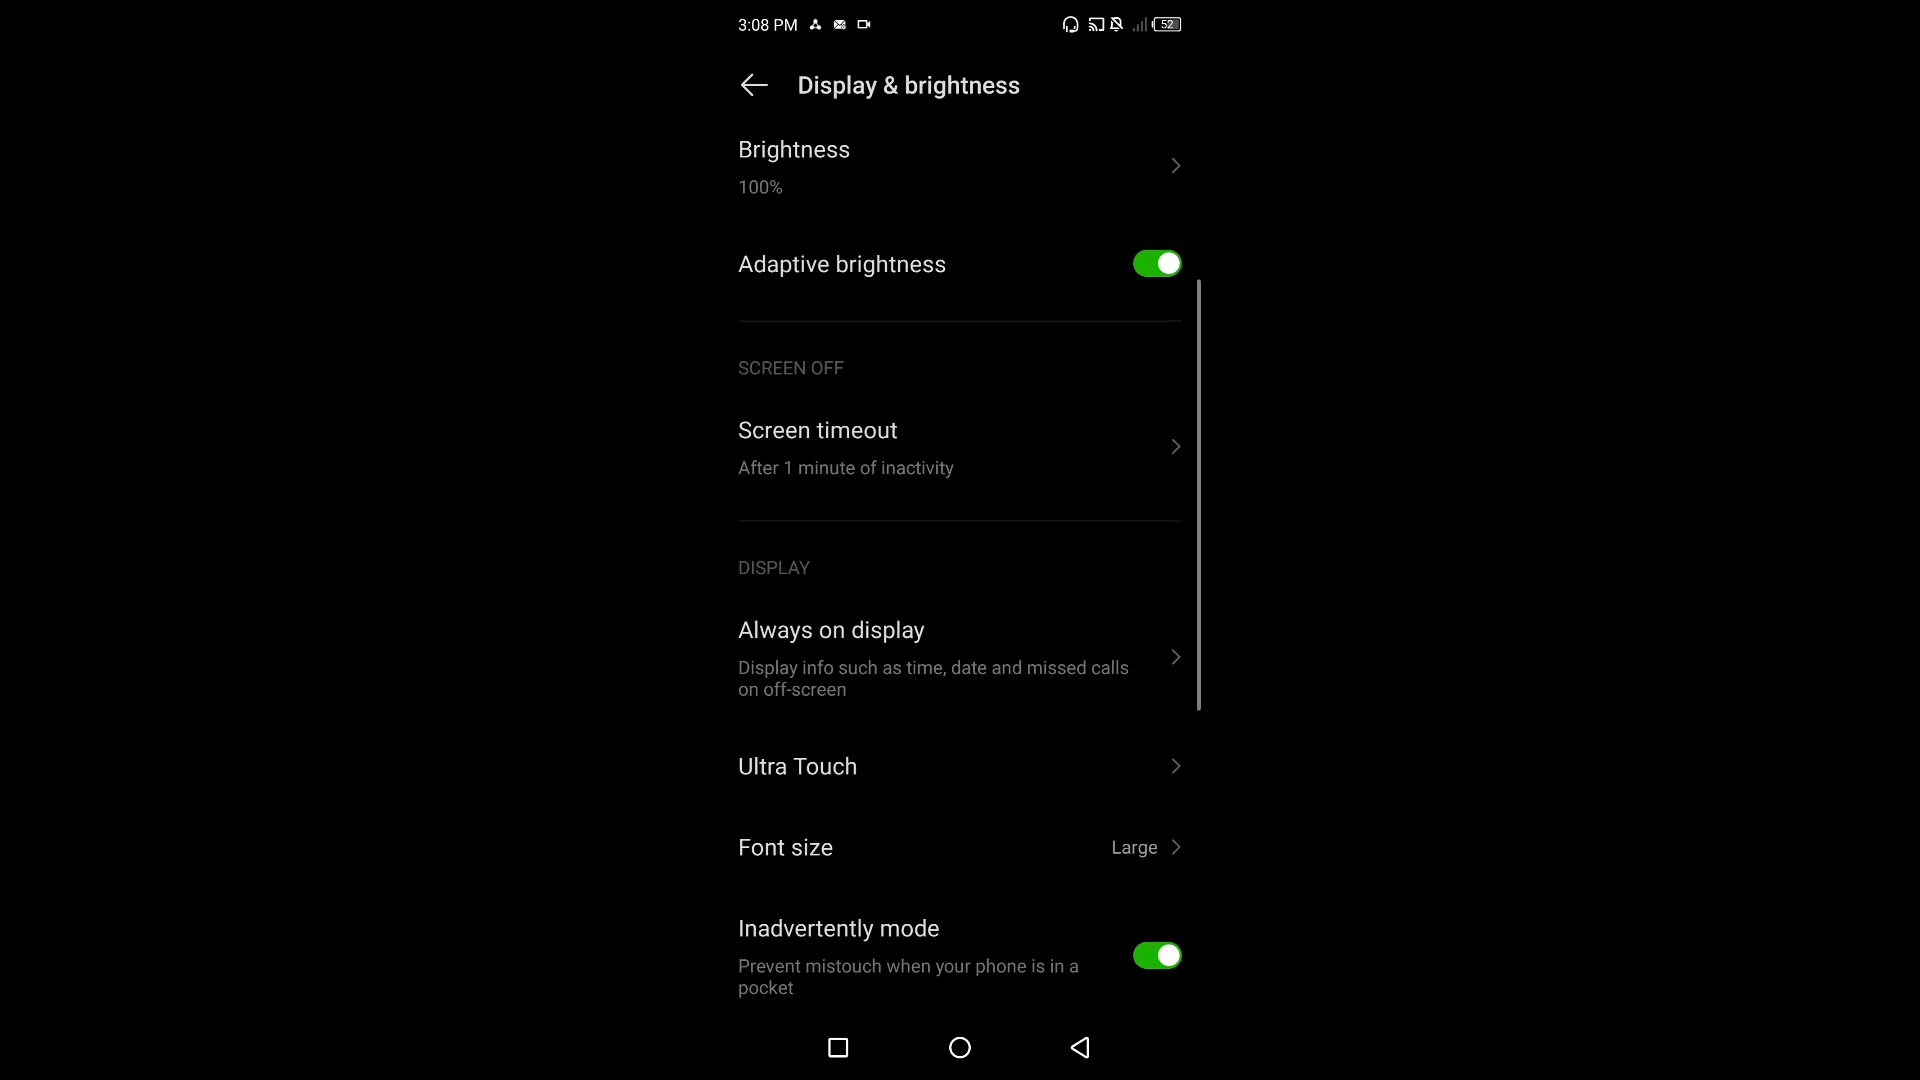 3:08 PM
52
Display & brightness
Brightness
100%
Adaptive brightness
SCREEN OFF
Screen timeout
After 1 minute of inactivity
DISPLAY
Always on display
Display info such as time, date and missed calls
on off-screen
Ultra Touch
Font size
Large
Inadvertently mode
Prevent mistouch when your phone is in a
pocket